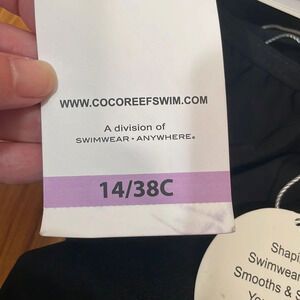 WWW.COCOREEFSWIM.COM
A division of
SWIMWEAR • ANYWHERE®
14/38C
Shapi
Swimwear
Smooths & S